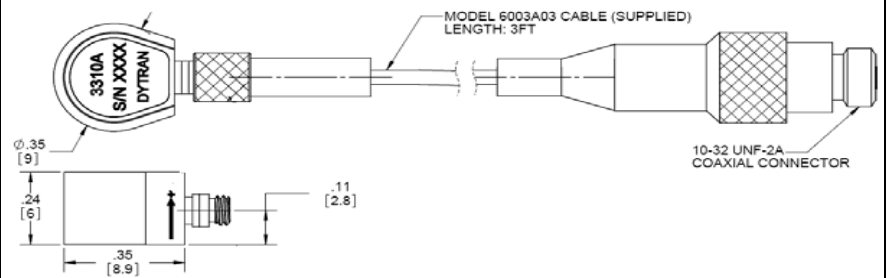 MODEL 6003A03 CABLE (SUPPLIED)
LENGTH: 3FT
3310A
S/N XXXX
DYTRAN
Ø.35
[9]
10-32 UNF-2A
COAXIAL CONNECTOR
.24
[6]
+
.11
[2.8]
.35
[8.9]